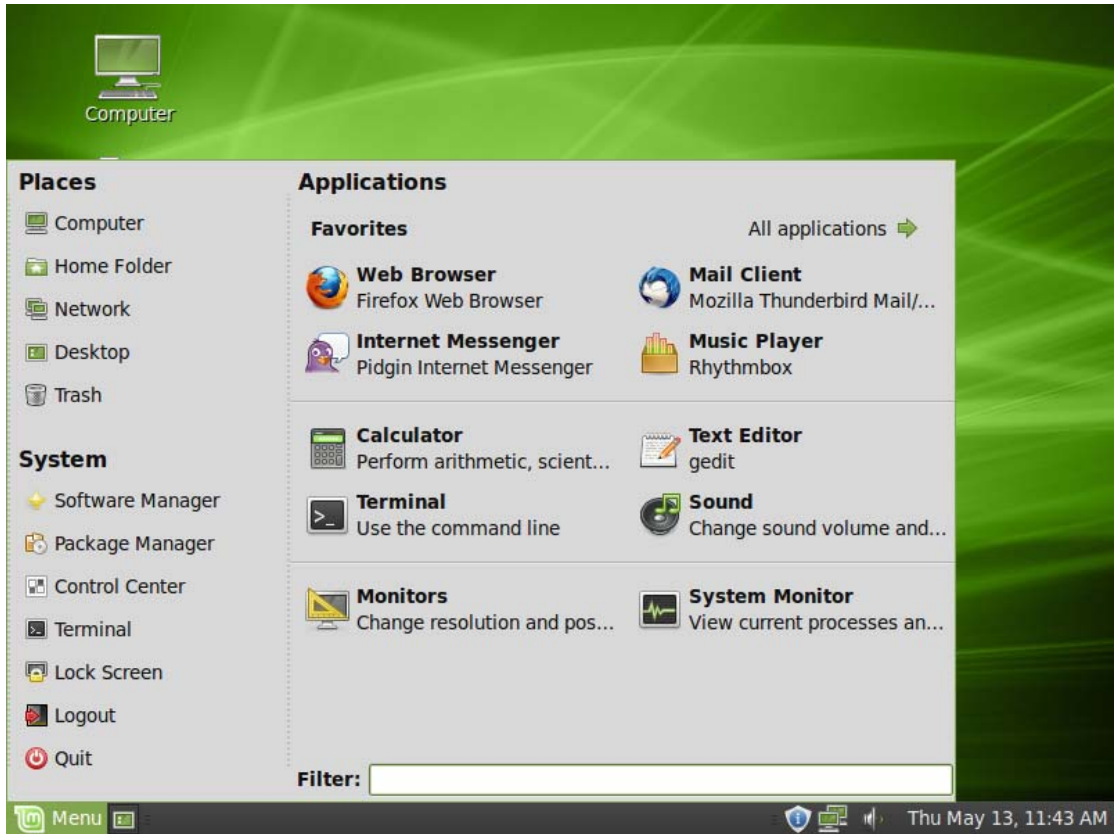 Computer
Places
Computer
Home Folder
Network
Desktop
Trash
System
Software Manager
Package Manager
Control Center
Terminal
Lock Screen
Logout
Quit
Applications
Favorites
All applications
Web Browser
Firefox Web Browser
Mail Client
Mozilla Thunderbird Mail/...
Internet Messenger
Pidgin Internet Messenger
Music Player
Rhythmbox
Calculator
Perform arithmetic, scient...
Text Editor
gedit
Terminal
Use the command line
Sound
Change sound volume and...
Monitors
Change resolution and pos...
System Monitor
View current processes an...
Filter:
Menu
Thu May 13, 11:43 AM